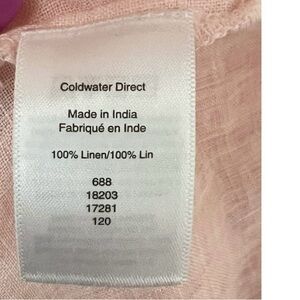 Coldwater Direct
Made in India
Fabriqué en Inde
100% Linen/100% Lin
688
18203
17281
120